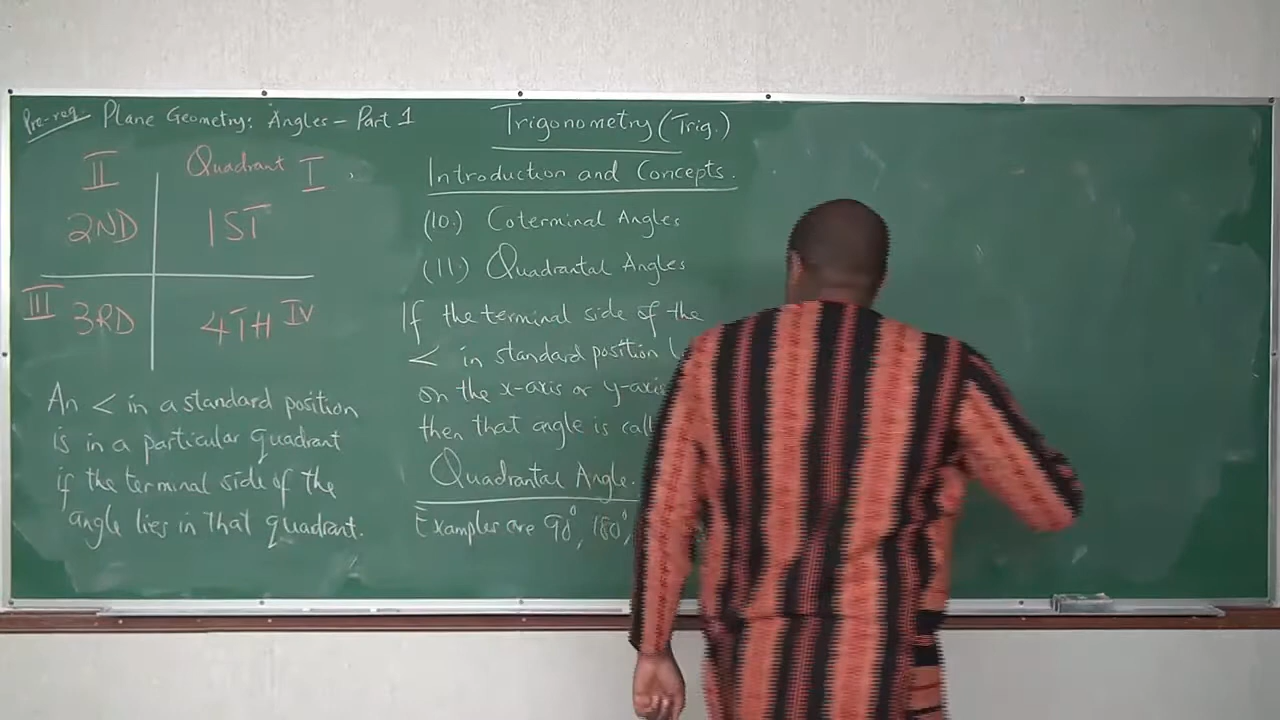 Pre-req. Plane Geometry: Angles – Part 1
II Quadrant I
2ND 1ST
III 3RD 4TH IV
An < in a standard position
is in a particular quadrant
if the terminal side of the
angle lies in that quadrant.
Trigonometry (Trig.)
Introduction and Concepts.
(10.) Coterminal Angles
(11.) Quadrantal Angles
If the terminal side of the
< in standard position
on the x-axis or y-axis
then that angle is
Quadrantal Angle.
Examples are 90°, 180°,